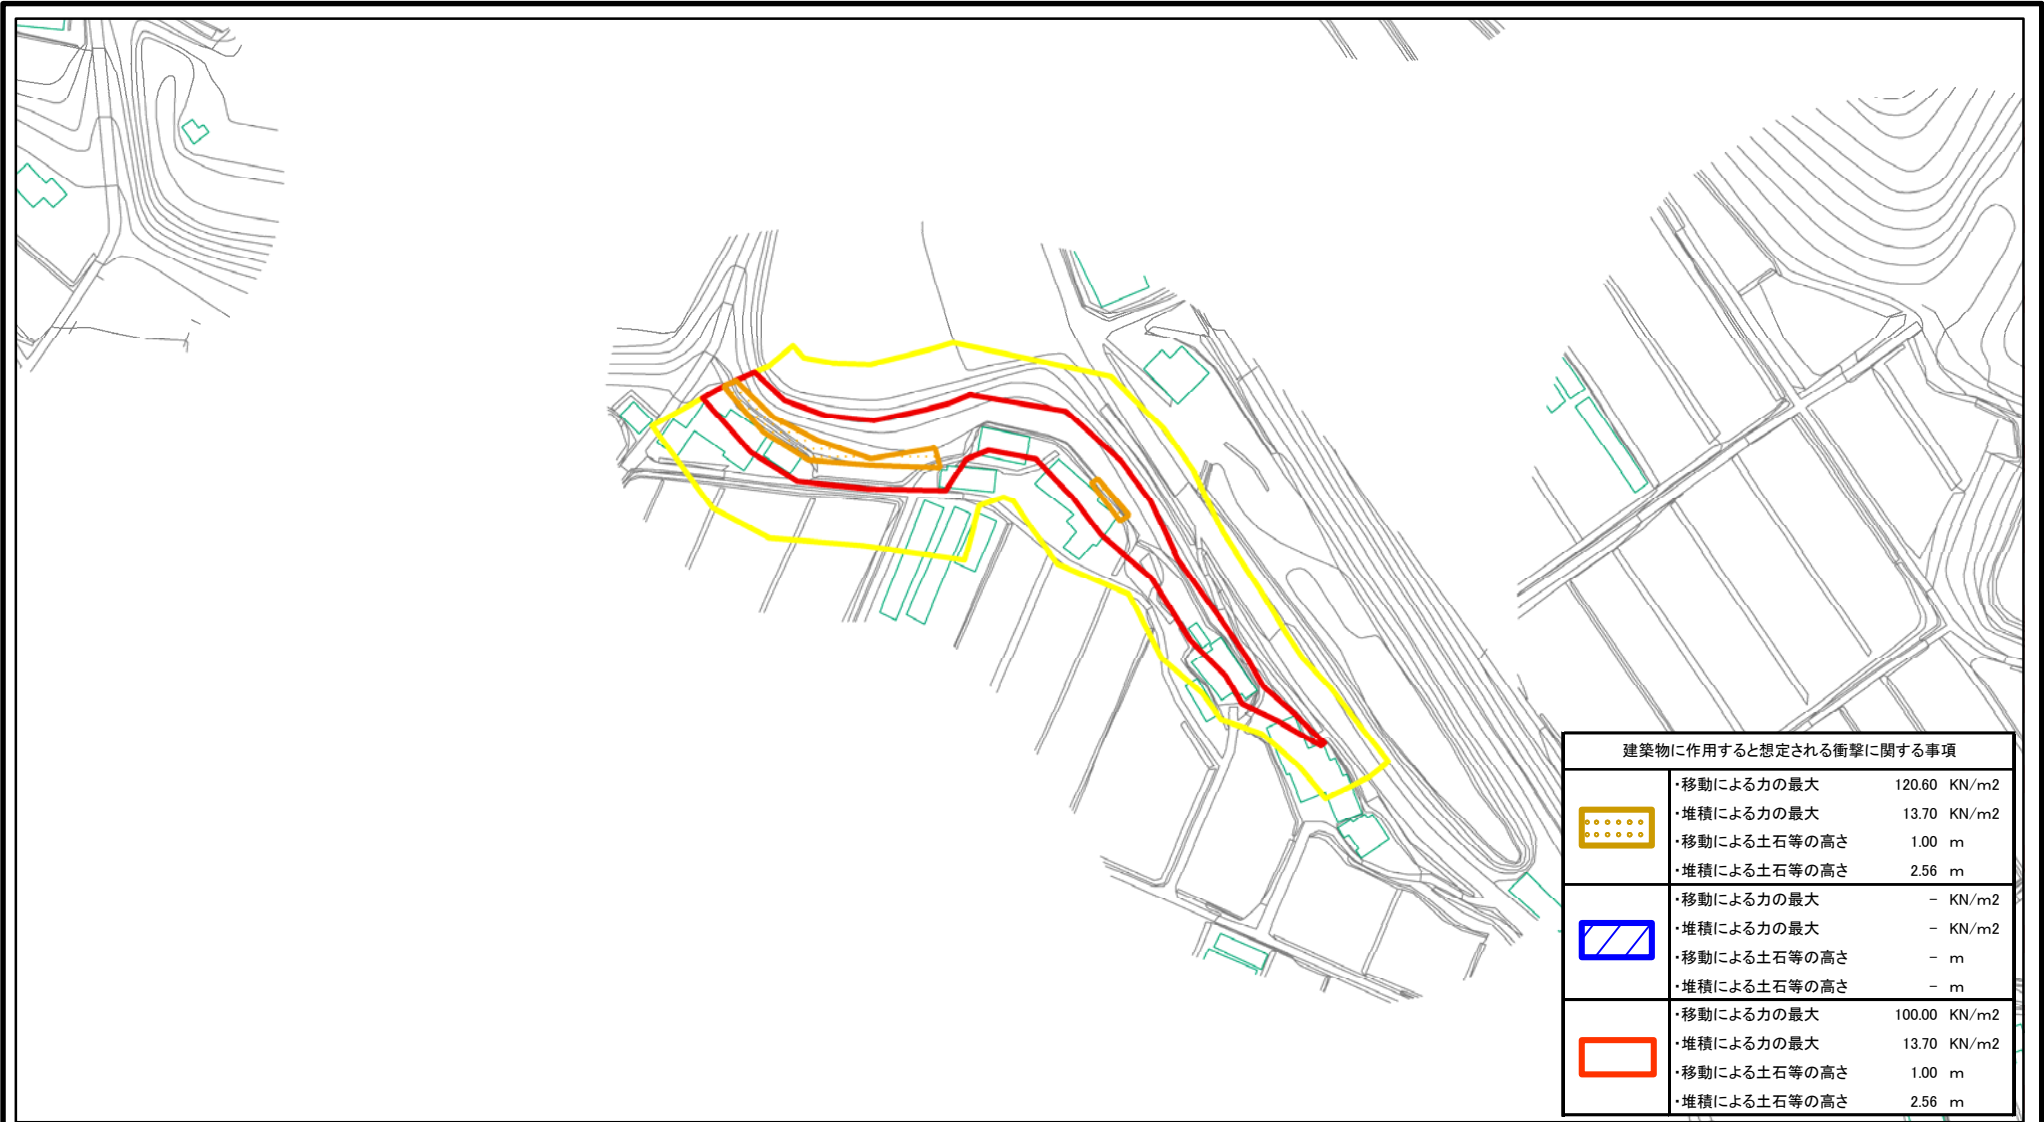 建築物に作用すると想定される衝撃に関する事項
・移動による力の最大 120.60 KN/m2
・堆積による力の最大 13.70 KN/m2
・移動による土石等の高さ 1.00 m
・堆積による土石等の高さ 2.56 m
・移動による力の最大 - KN/m2
・堆積による力の最大 - KN/m2
・移動による土石等の高さ - m
・堆積による土石等の高さ - m
・移動による力の最大 100.00 KN/m2
・堆積による力の最大 13.70 KN/m2
・移動による土石等の高さ 1.00 m
・堆積による土石等の高さ 2.56 m